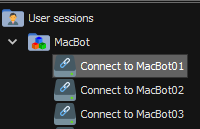 User sessions
MacBot
Connect to MacBot01
Connect to MacBot02
Connect to MacBot03